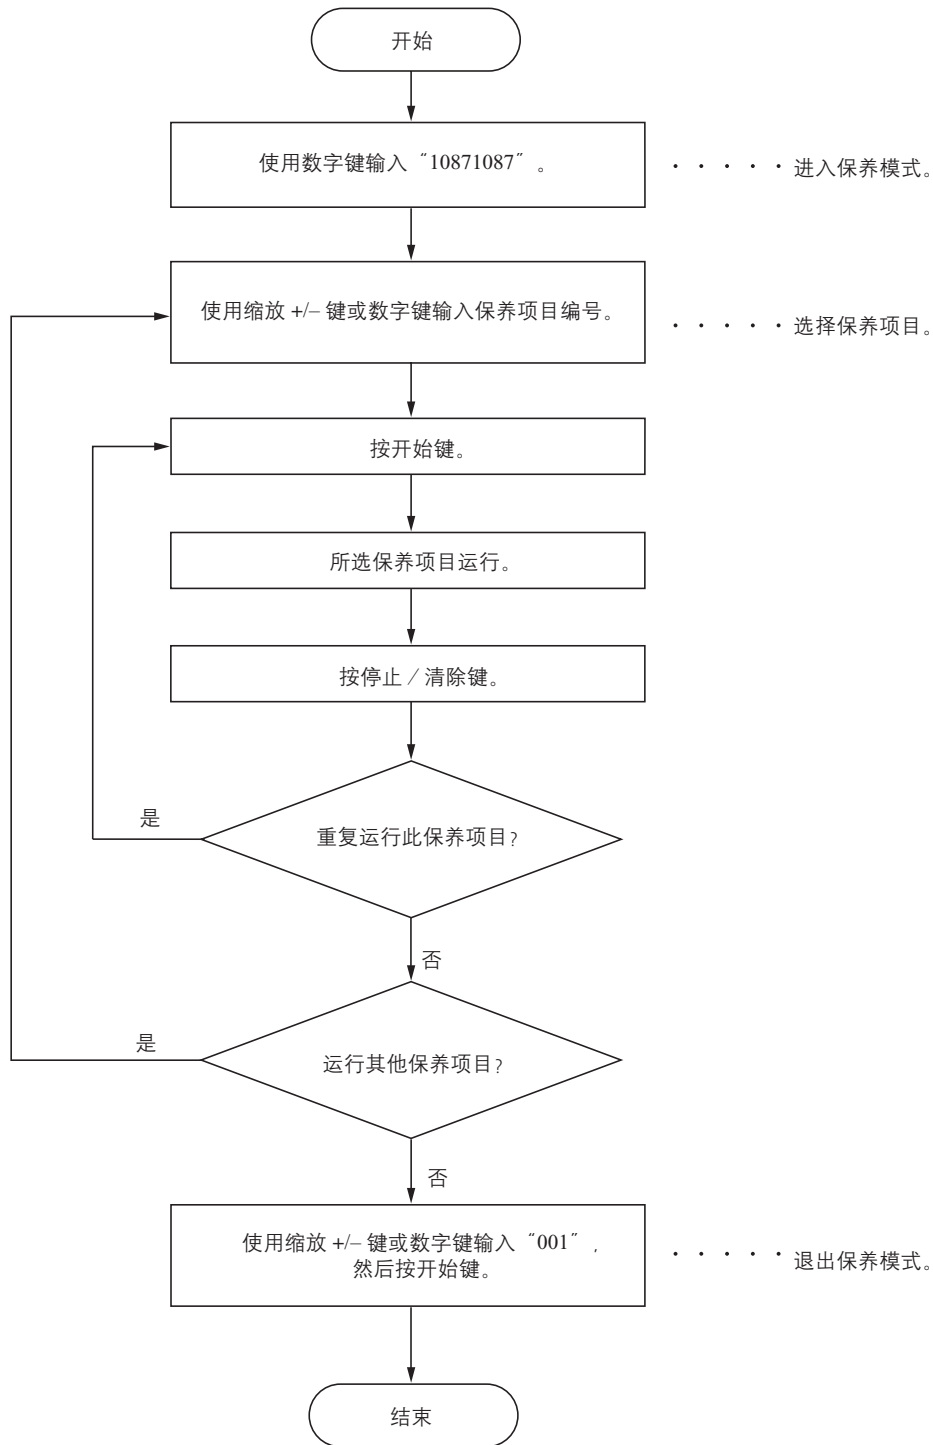 开始
使用数字键输入“10871087”。
・・・・・进入保养模式。
使用缩放 +/– 键或数字键输入保养项目编号。
・・・・・选择保养项目。
按开始键。
所选保养项目运行。
按停止 / 清除键。
是
重复运行此保养项目?
否
是
运行其他保养项目?
否
使用缩放 +/– 键或数字键输入“001”,
然后按开始键。
・・・・・退出保养模式。
结束